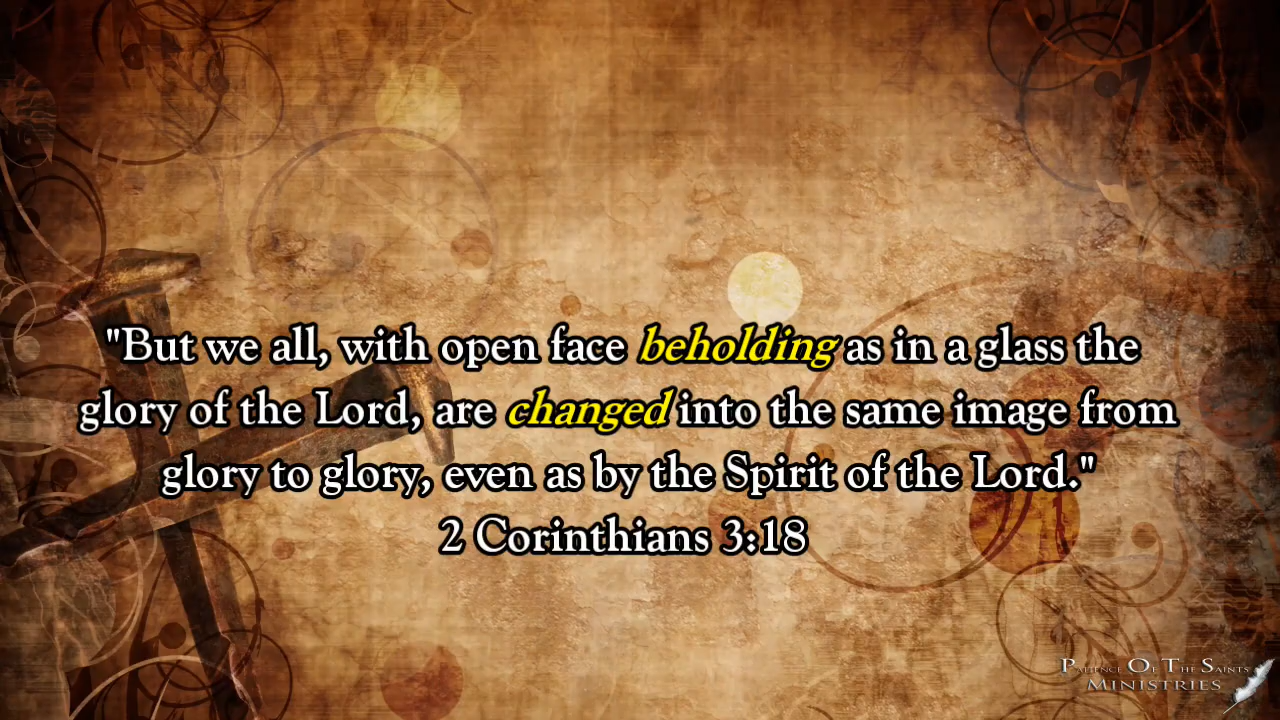 "But we all, with open face beholding as in a glass the
glory of the Lord, are changed into the same image from
glory to glory, even as by the Spirit of the Lord."
2 Corinthians 3:18
Patience Of The Saints
Ministries